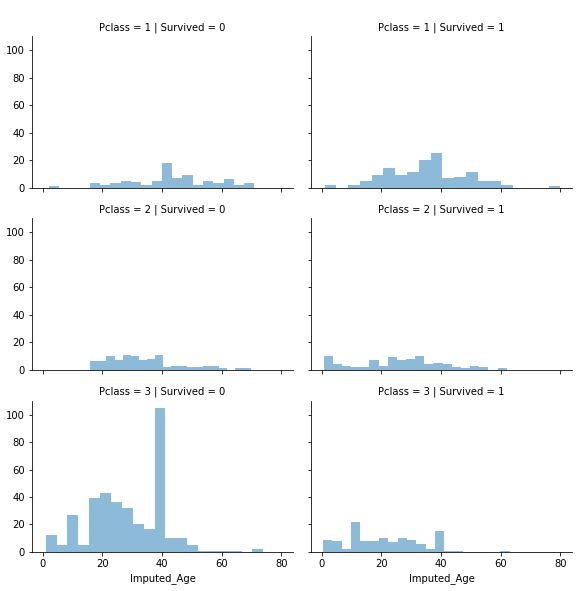 Pclass = 1 | Survived = 0
Pclass = 1 | Survived = 1
100
80
60
40
20
0
Pclass = 2 | Survived = 0
Pclass = 2 | Survived = 1
100
80
60
40
20
0
Pclass = 3 | Survived = 0
Pclass = 3 | Survived = 1
100
80
60
40
20
0
0 20 40 60 80
0 20 40 60 80
Imputed_Age
Imputed_Age